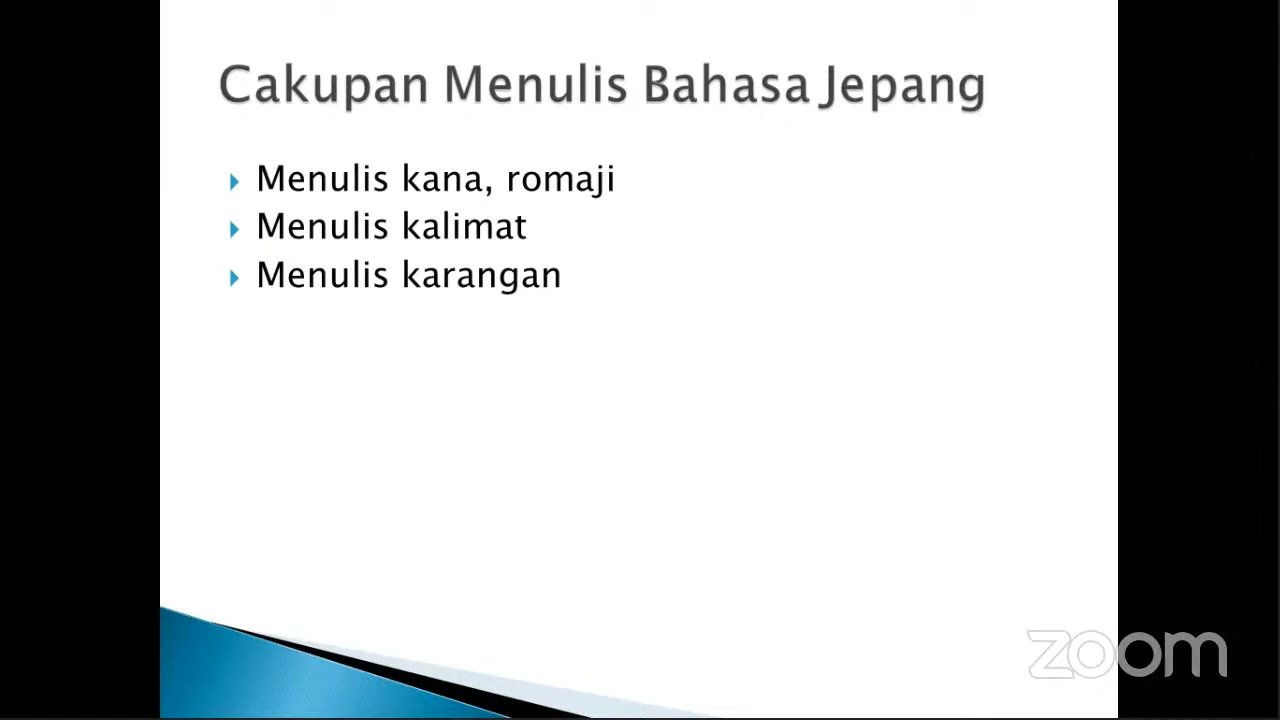 Cakupan Menulis Bahasa Jepang
Menulis kana, romaji
Menulis kalimat
Menulis karangan
zoom